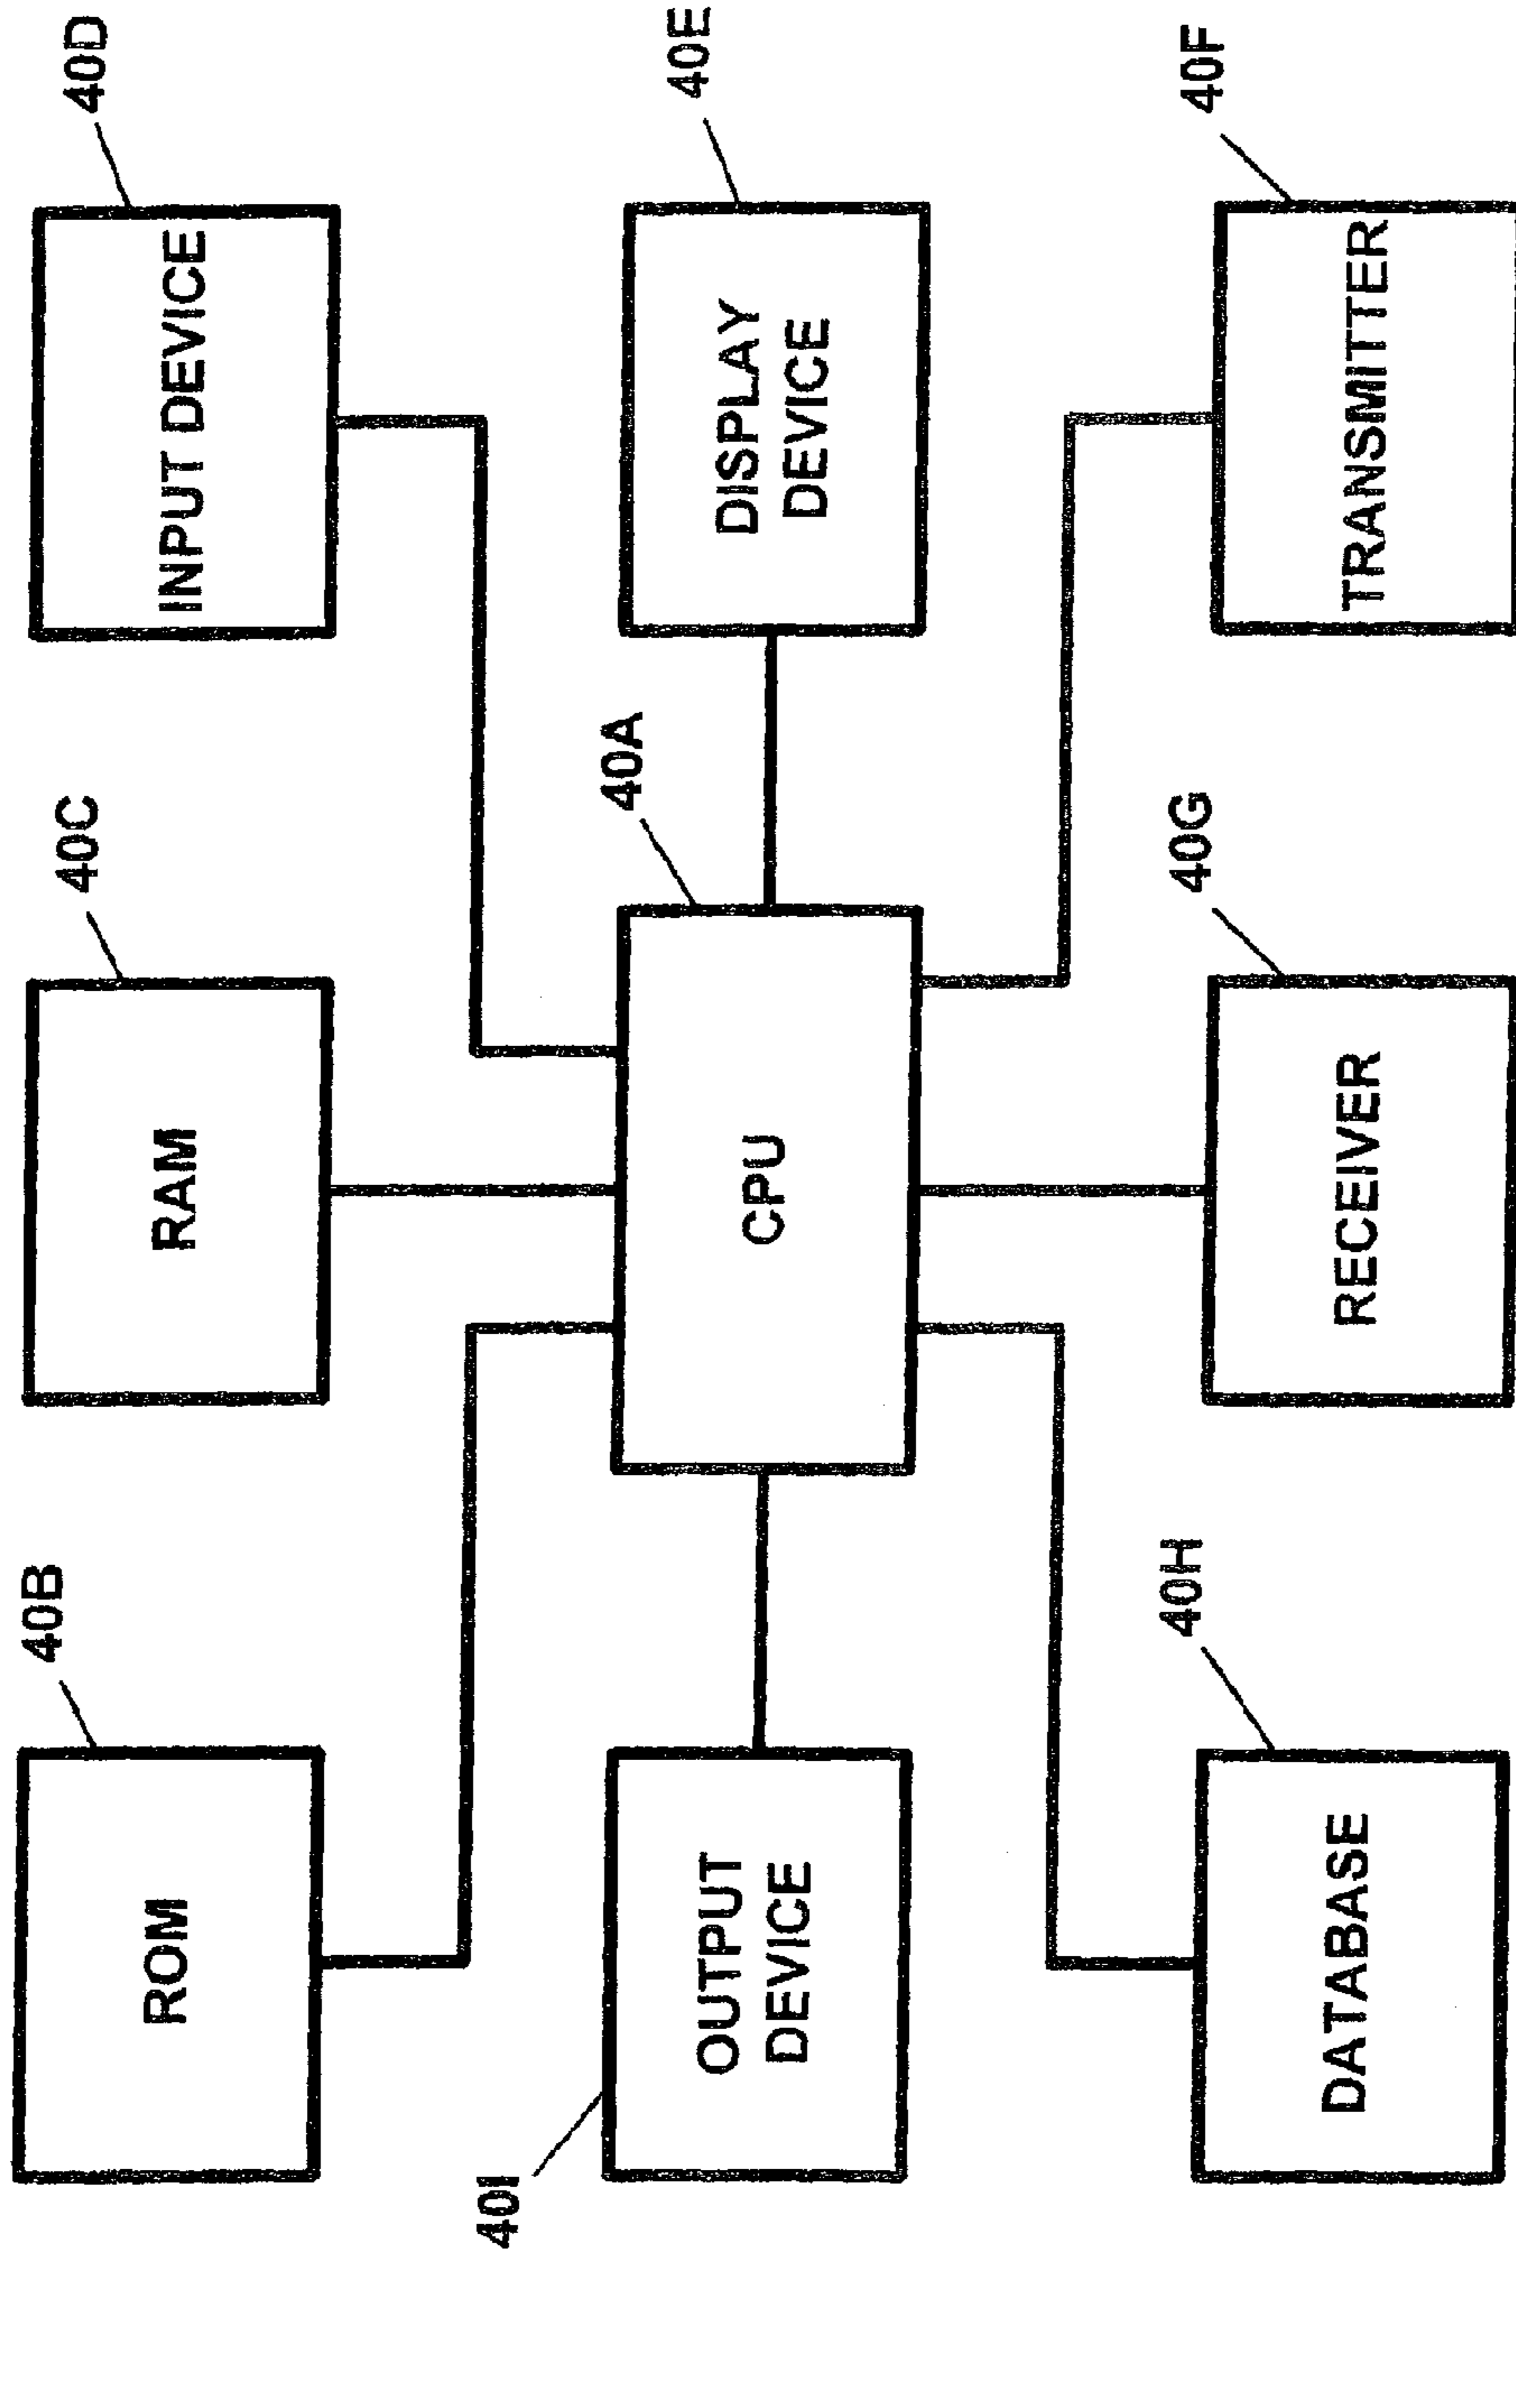 40B
ROM
40C
RAM
40D
INPUT DEVICE
40I
OUTPUT
DEVICE
40A
CPU
40E
DISPLAY
DEVICE
40H
DATABASE
40G
RECEIVER
40F
TRANSMITTER